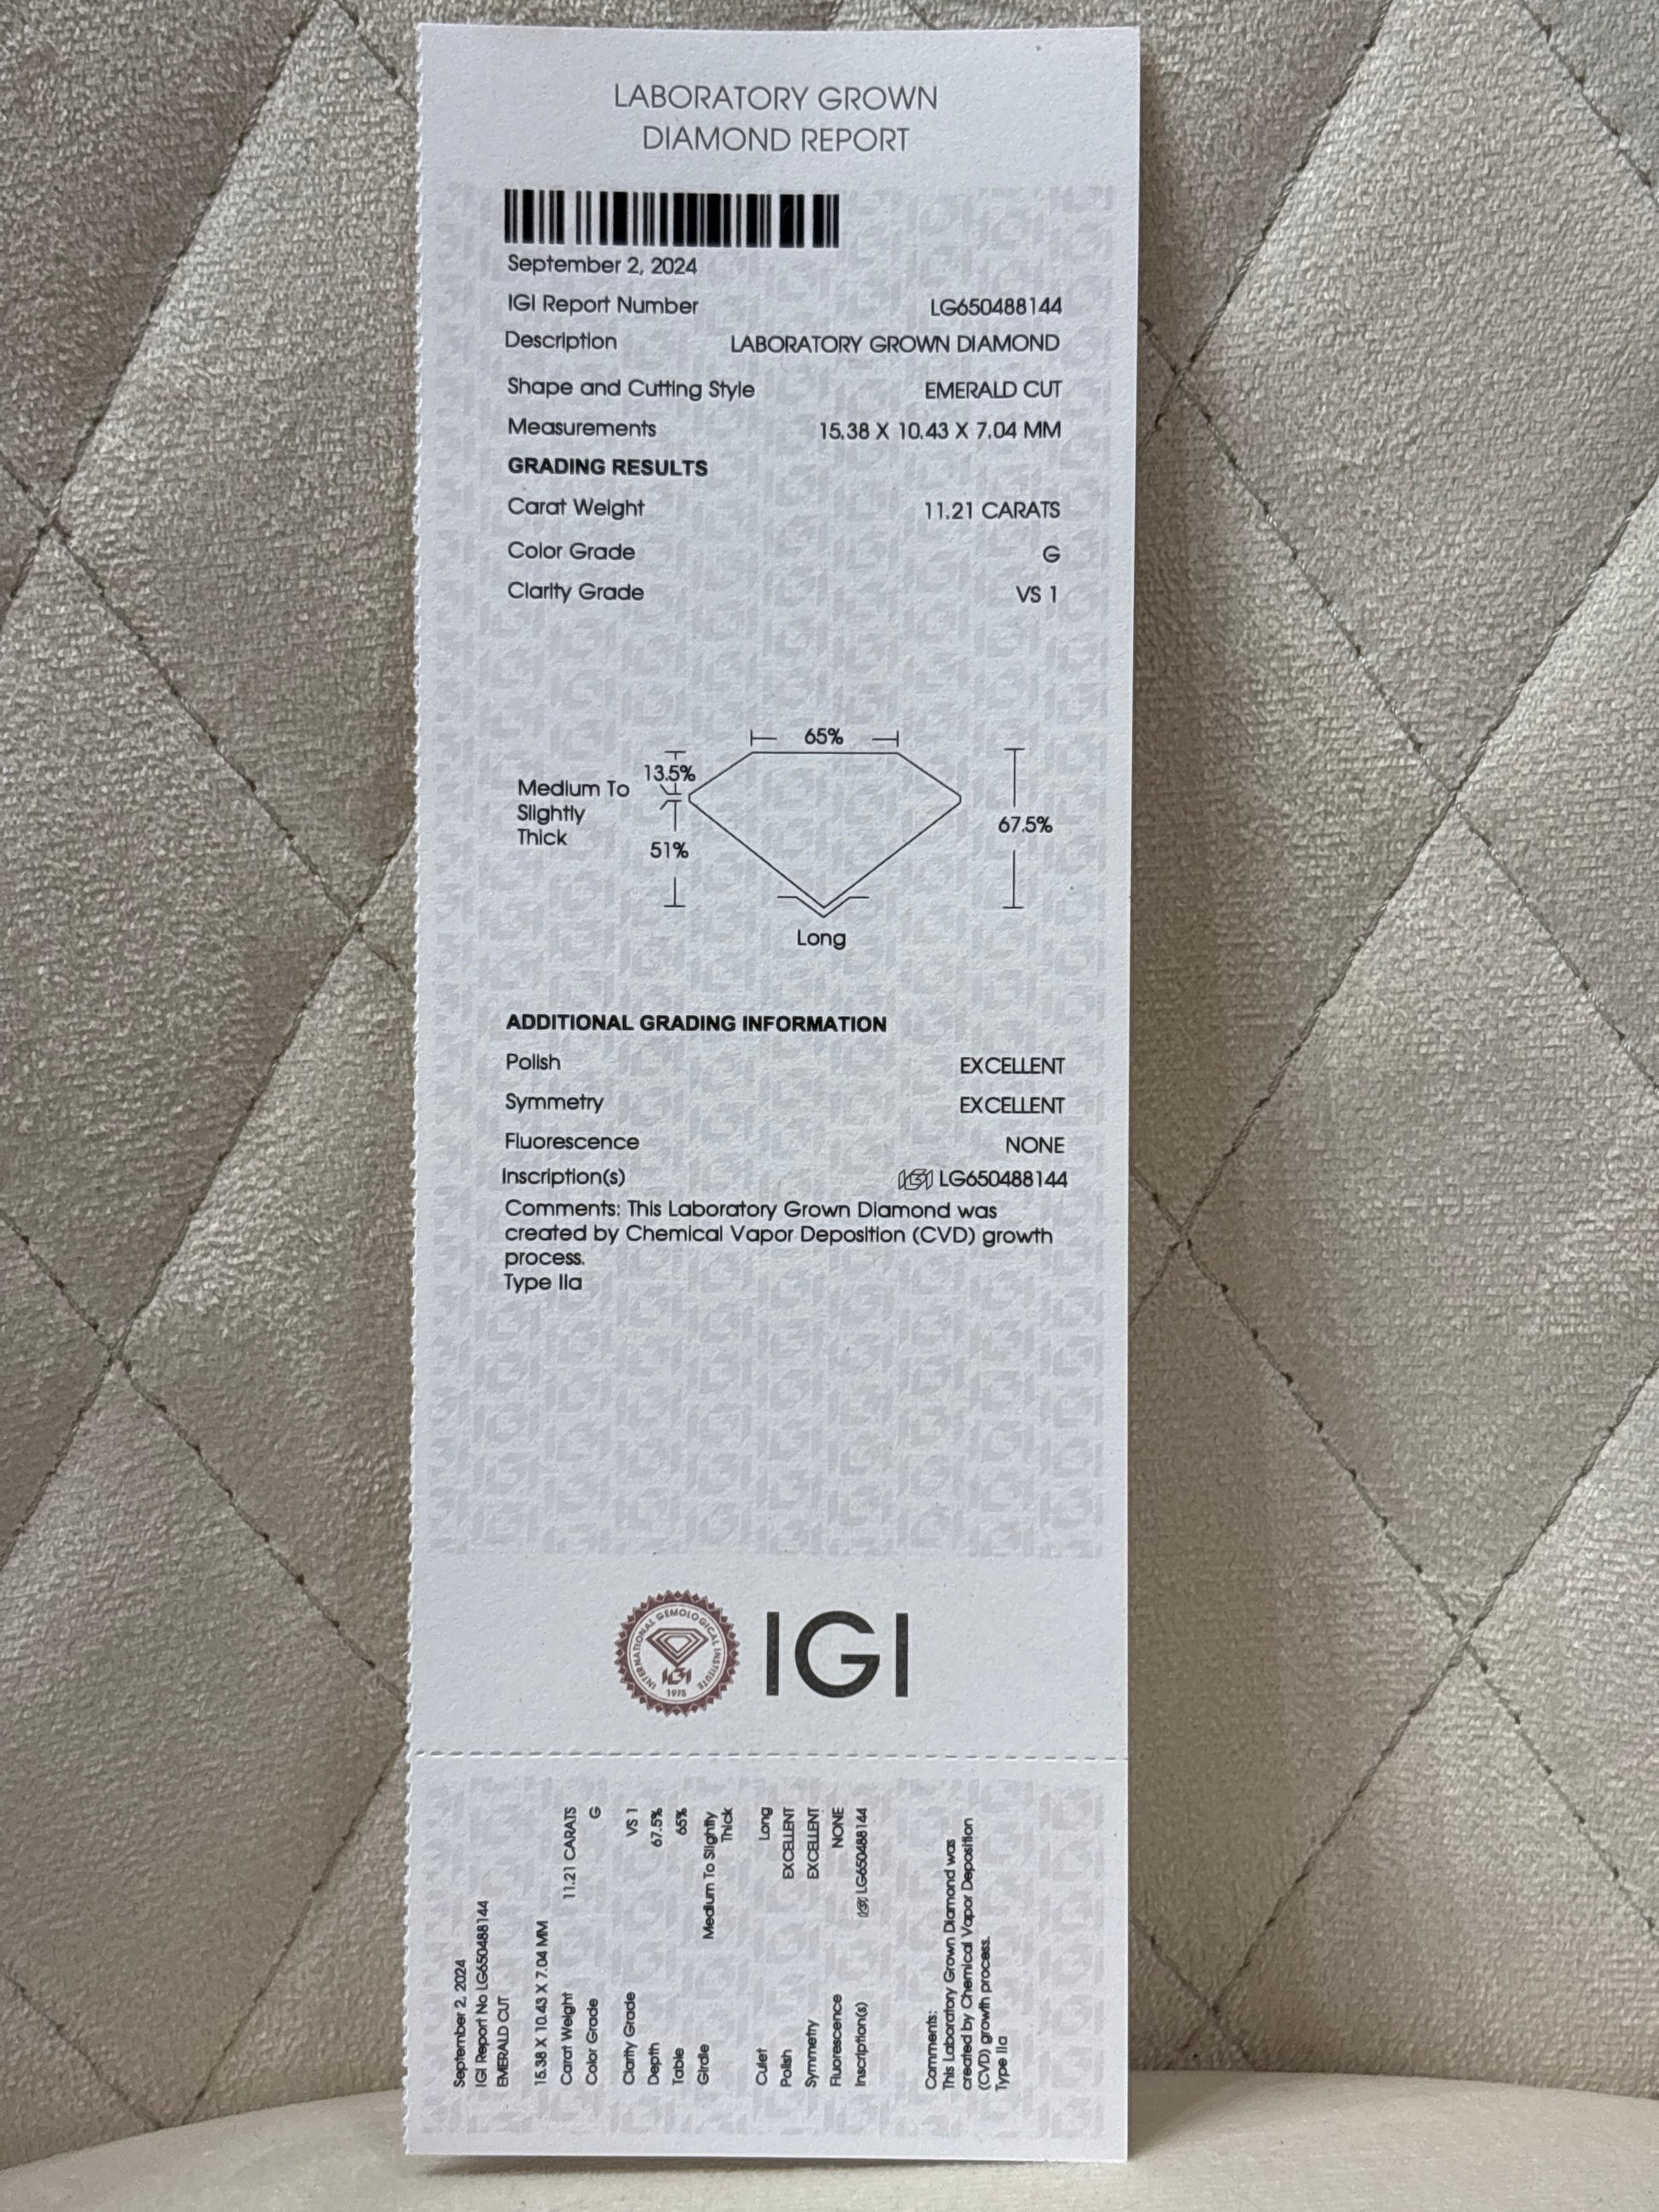 LABORATORY GROWN
DIAMOND REPORT
September 2, 2024
IGI Report Number LG650488144
Description LABORATORY GROWN DIAMOND
Shape and Cutting Style EMERALD CUT
Measurements 15.38 X 10.43 X 7.04 MM
GRADING RESULTS
Carat Weight 11.21 CARATS
Color Grade G
Clarity Grade VS 1
65%
13.5%
Medium To
Slightly
Thick
67.5%
51%
Long
ADDITIONAL GRADING INFORMATION
Polish EXCELLENT
Symmetry EXCELLENT
Fluorescence NONE
Inscription(s) IGI LG650488144
Comments: This Laboratory Grown Diamond was
created by Chemical Vapor Deposition (CVD) growth
process.
Type IIa
INTERNATIONAL GEMOLOGICAL INSTITUTE
IGI
1975
IGI
September 2, 2024
IGI Report No LG650488144
EMERALD CUT
15.38 X 10.43 X 7.04 MM
Carat Weight 11.21 CARATS
Color Grade G
Clarity Grade VS 1
Depth 67.5%
Table 65%
Girdle Medium To Slightly
Thick
Culet Long
Polish EXCELLENT
Symmetry EXCELLENT
Fluorescence NONE
Inscription(s) IGI LG650488144
Comments:
This Laboratory Grown Diamond was
created by Chemical Vapor Deposition
(CVD) growth process.
Type IIa